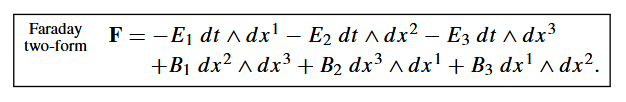 Faraday two-form F = −E₁ dt ∧ dx¹ − E₂ dt ∧ dx² − E₃ dt ∧ dx³
+B₁ dx² ∧ dx³ + B₂ dx³ ∧ dx¹ + B₃ dx¹ ∧ dx².